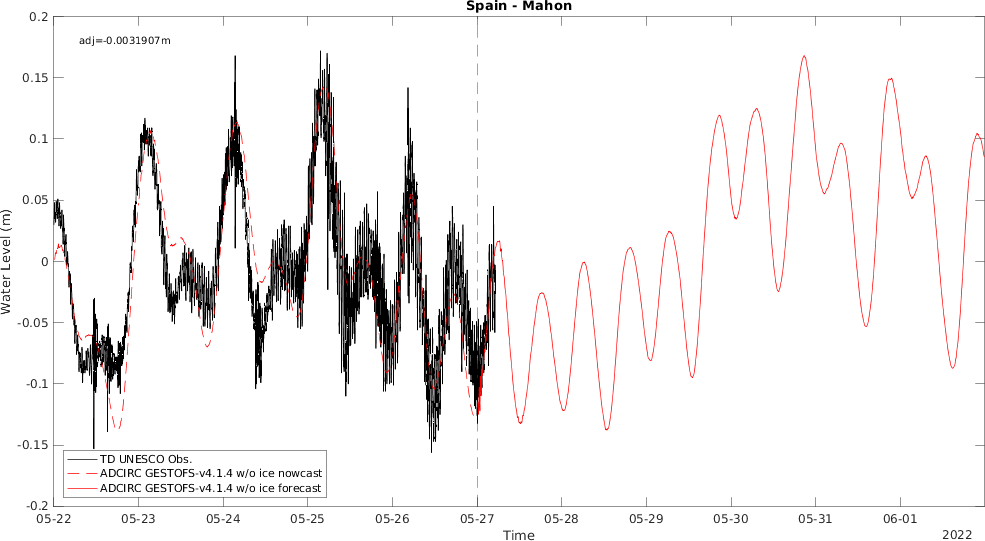 Spain - Mahon
adj=-0.0031907m
0.2
0.15
0.1
0.05
0
-0.05
-0.1
-0.15
-0.2
Water Level (m)
TD UNESCO Obs.
ADCIRC GESTOFS-v4.1.4 w/o ice nowcast
ADCIRC GESTOFS-v4.1.4 w/o ice forecast
05-22 05-23 05-24 05-25 05-26 05-27 05-28 05-29 05-30 05-31 06-01
Time
2022